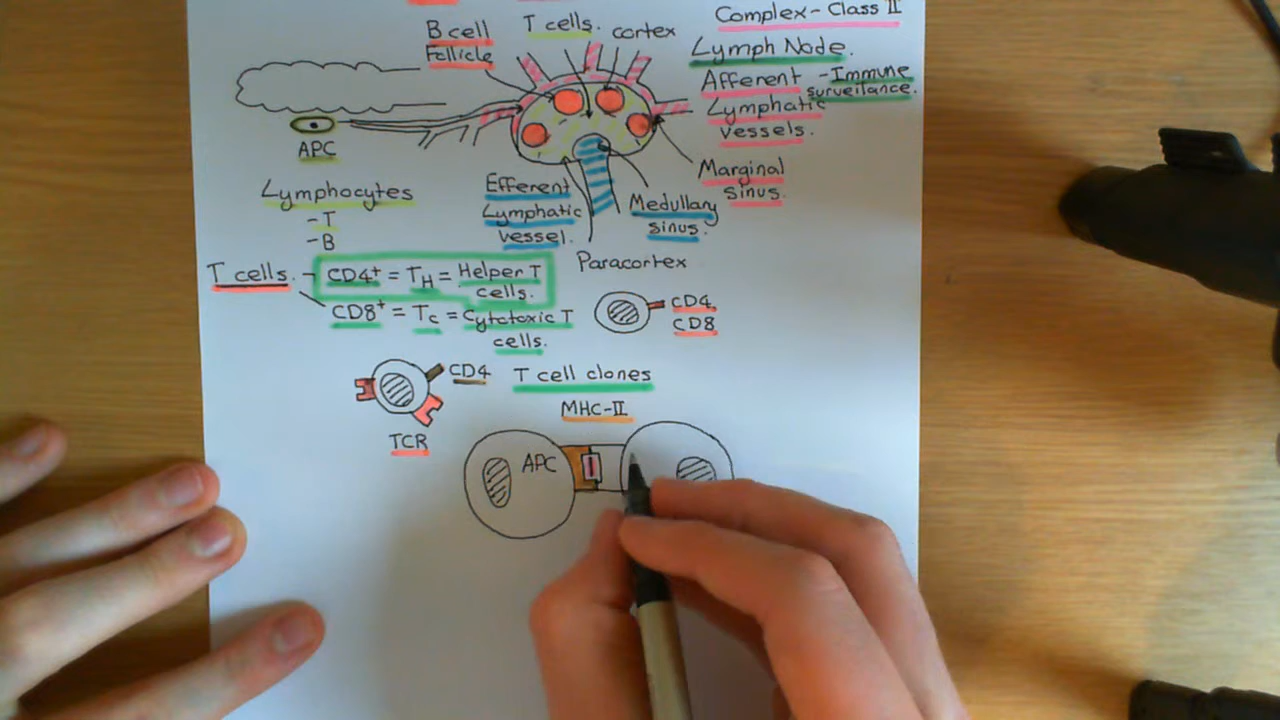 Complex-Class II
B cell
Follicle
T cells.
cortex
Lymph Node.
Afferent
Lymphatic
vessels.
-Immune
surveilance.
APC
Marginal
sinus.
Lymphocytes
-T
-B
Efferent
Lymphatic
vessel.
Medullary
sinus.
Paracortex
T cells.
- CD4+ = TH = Helper T
cells.
CD8+ = Tc = Cytotoxic T
cells.
CD4,
CD8
CD4
TCR
T cell clones
MHC-II
APC